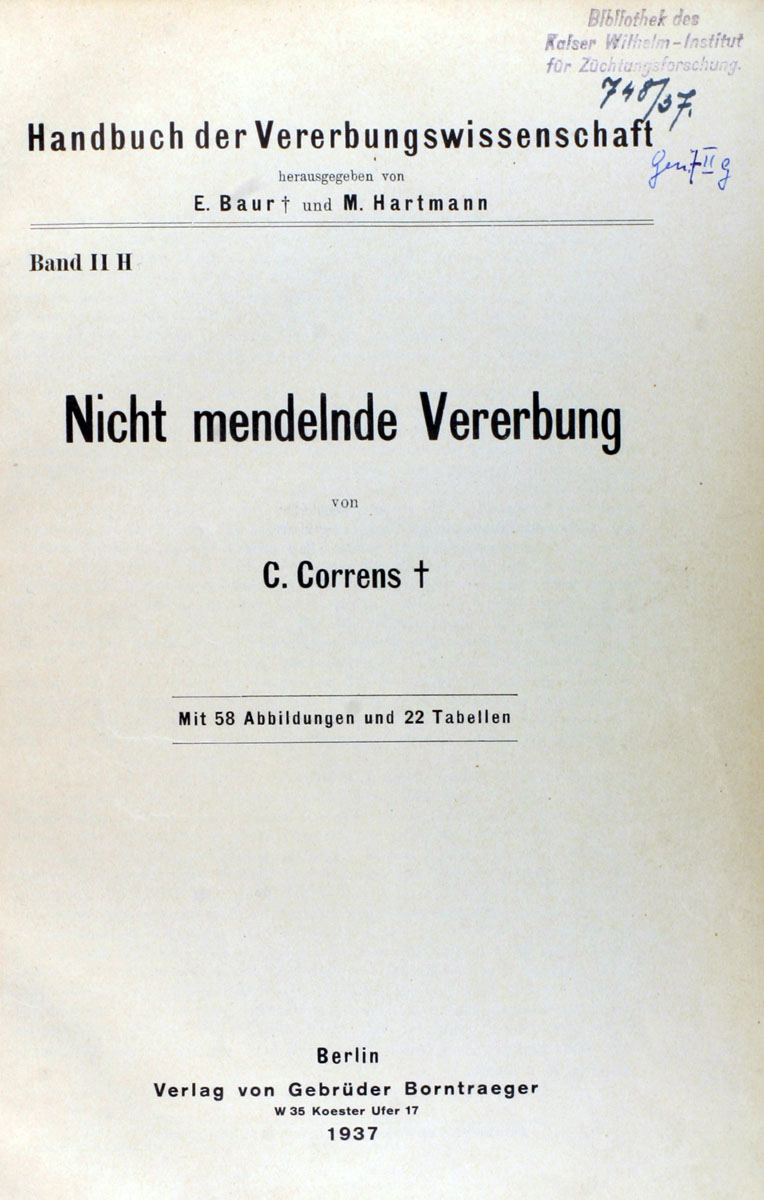 Bibliothek des
Kaiser Wilhelm-Institut
für Züchtungsforschung.
748/37.
Handbuch der Vererbungswissenschaft
herausgegeben von
E. Baur† und M. Hartmann
Band II H
Nicht mendelnde Vererbung
von
C. Correns †
Mit 58 Abbildungen und 22 Tabellen
Berlin
Verlag von Gebrüder Borntraeger
W 35 Koester Ufer 17
1937